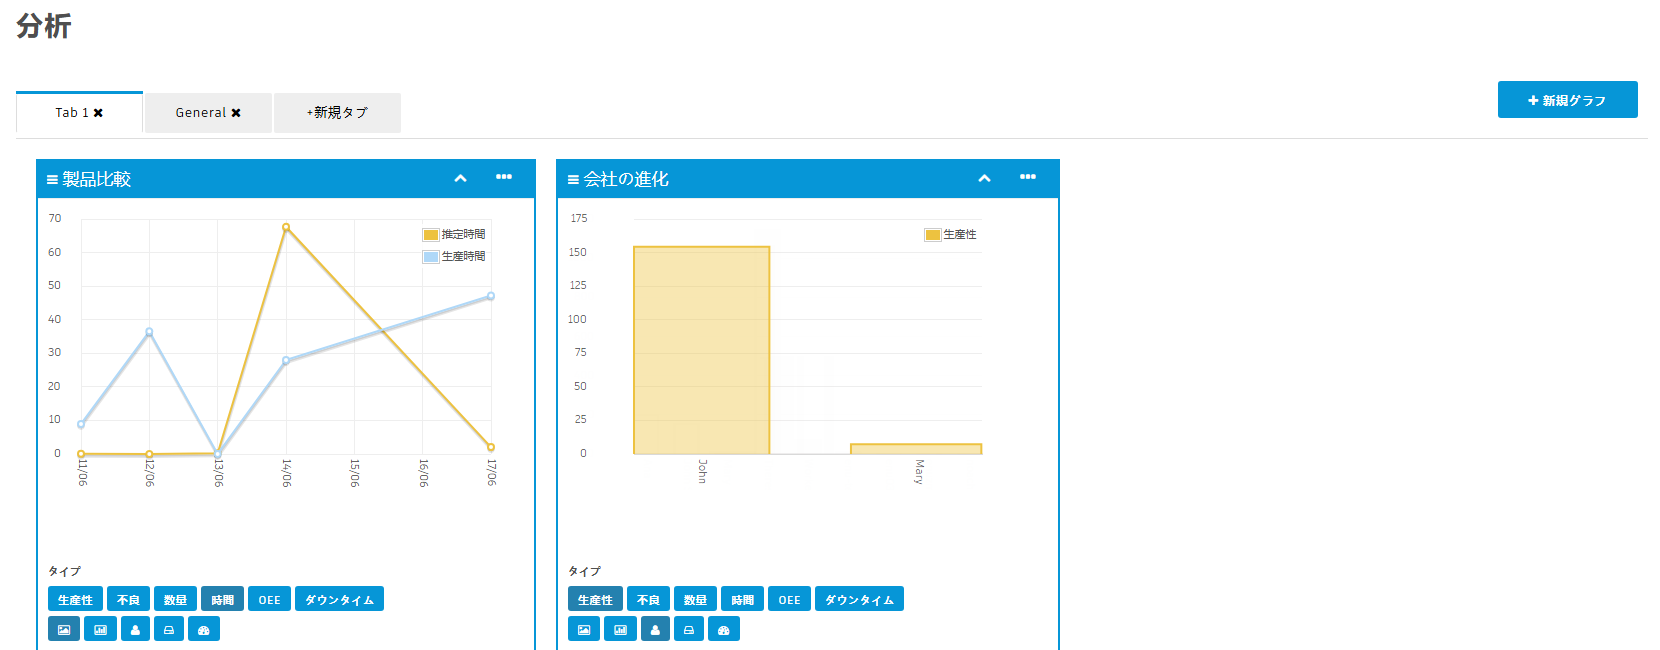 分析
Tab 1 ✖
General ✖
+新規タブ
✚ 新規グラフ
製品比較
70
60
50
40
30
20
10
0
推定時間
生産時間
11/06
12/06
13/06
14/06
15/06
16/06
17/06
タイプ
生産性 不良 数量 時間 OEE ダウンタイム
会社の進化
175
150
125
100
75
50
25
0
生産性
John
Mary
タイプ
生産性 不良 数量 時間 OEE ダウンタイム